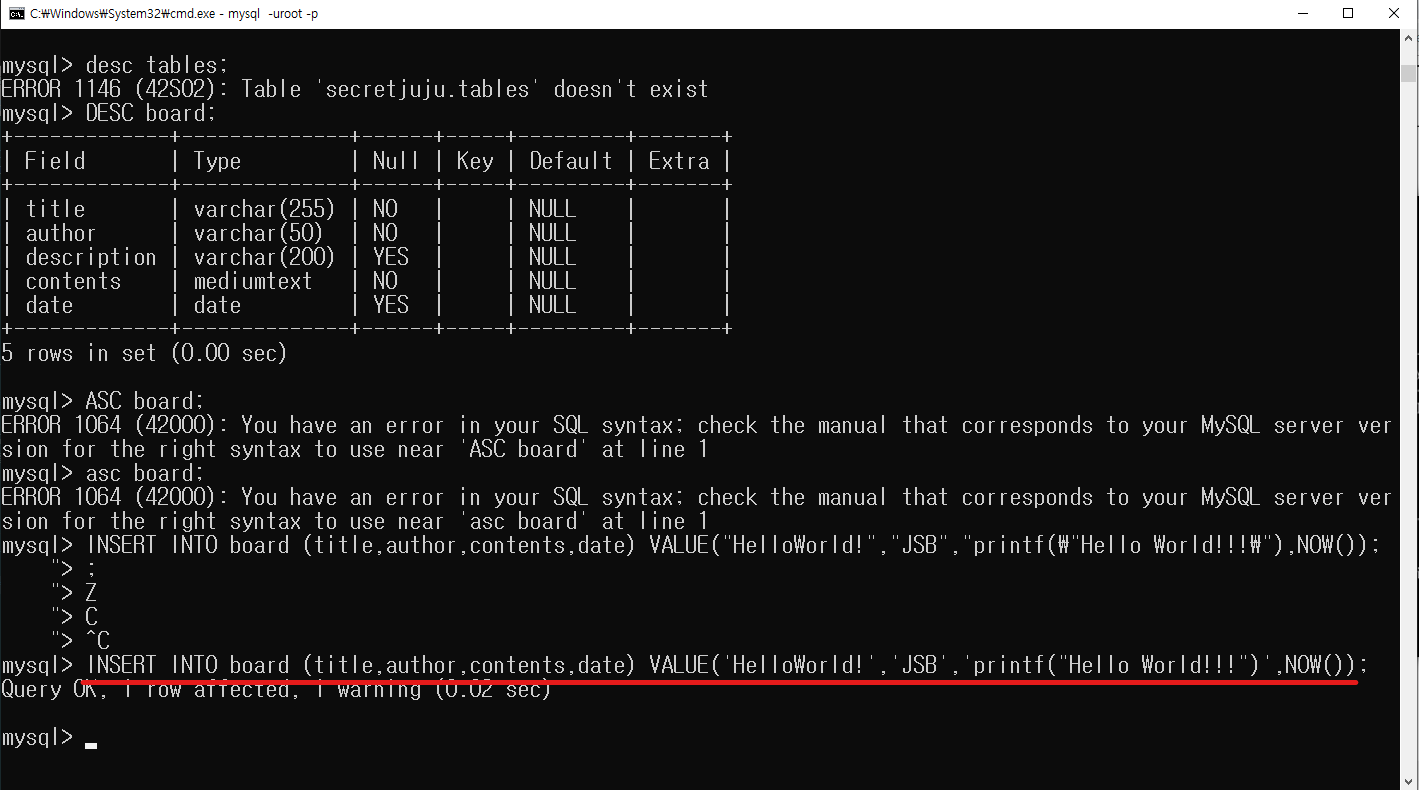 C:₩Windows₩System32₩cmd.exe - mysql -uroot -p
mysql> desc tables;
ERROR 1146 (42S02): Table 'secretjuju.tables' doesn't exist
mysql> DESC board;
+-------------+--------------+------+-----+---------+-------+
| Field       | Type         | Null | Key | Default | Extra |
+-------------+--------------+------+-----+---------+-------+
| title       | varchar(255) | NO   |     | NULL    |       |
| author      | varchar(50)  | NO   |     | NULL    |       |
| description | varchar(200) | YES  |     | NULL    |       |
| contents    | mediumtext   | NO   |     | NULL    |       |
| date        | date         | YES  |     | NULL    |       |
+-------------+--------------+------+-----+---------+-------+
5 rows in set (0.00 sec)
mysql> ASC board;
ERROR 1064 (42000): You have an error in your SQL syntax; check the manual that corresponds to your MySQL server ver
sion for the right syntax to use near 'ASC board' at line 1
mysql> asc board;
ERROR 1064 (42000): You have an error in your SQL syntax; check the manual that corresponds to your MySQL server ver
sion for the right syntax to use near 'asc board' at line 1
mysql> INSERT INTO board (title,author,contents,date) VALUE("HelloWorld!","JSB","printf(₩"Hello World!!!₩"),NOW());
    "> ;
    "> Z
    "> C
    "> ^C
mysql> INSERT INTO board (title,author,contents,date) VALUE('HelloWorld!','JSB','printf("Hello World!!!")',NOW());
Query OK, 1 row affected, 1 warning (0.02 sec)
mysql>